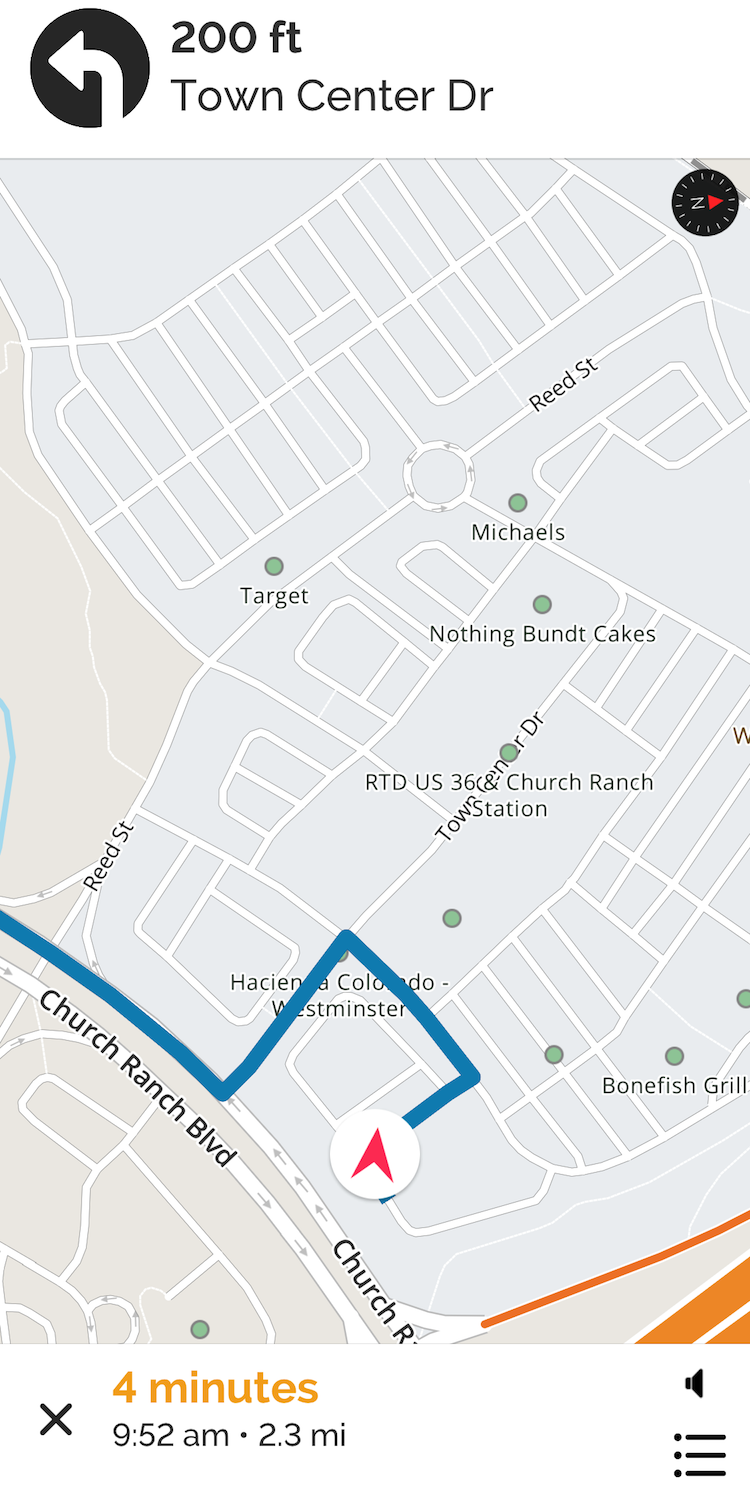 200 ft
Town Center Dr
N
Reed St
Michaels
Target
Nothing Bundt Cakes
Town Center Dr
W
RTD US 36 & Church Ranch
Station
Reed St
Hacienda Colorado -
Westminster
Church Ranch Blvd
Bonefish Grill
Church R
4 minutes
9:52 am • 2.3 mi